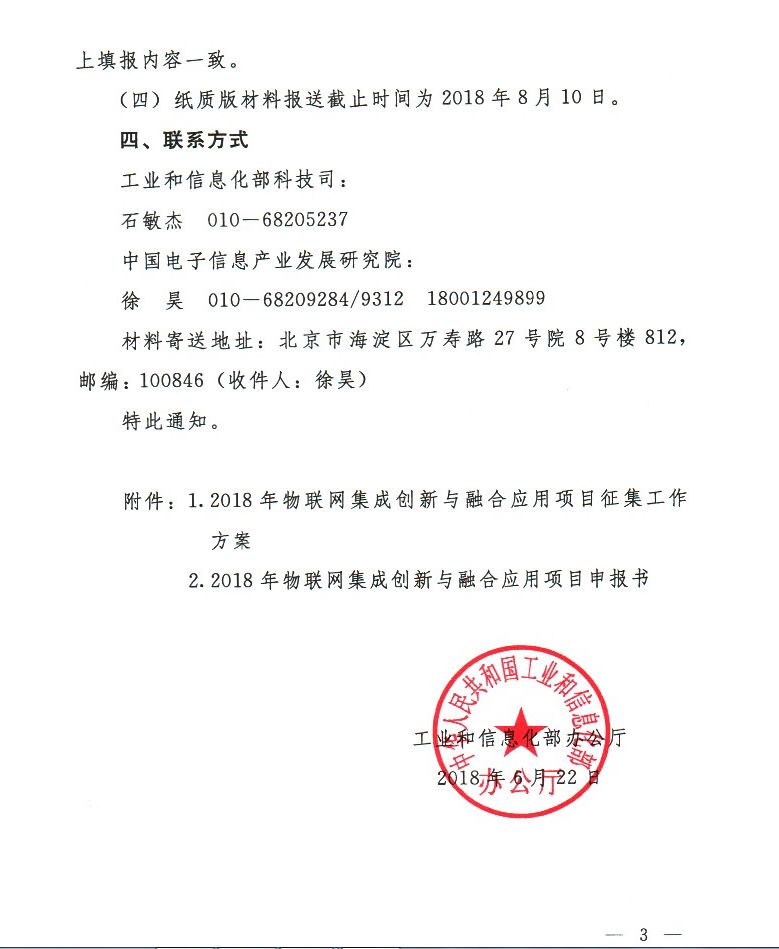 上填报内容一致。
（四）纸质版材料报送截止时间为 2018 年 8 月 10 日。
四、联系方式
工业和信息化部科技司：
石敏杰 010－68205237
中国电子信息产业发展研究院：
徐 昊 010－68209284/9312 18001249899
材料寄送地址：北京市海淀区万寿路 27 号院 8 号楼 812，
邮编：100846（收件人：徐昊）
特此通知。
附件：1.2018 年物联网集成创新与融合应用项目征集工作
方案
2.2018 年物联网集成创新与融合应用项目申报书
中华人民共和国工业和信息化部
工业和信息化部办公厅
2018 年 6 月 22 日
办公厅
— 3 —